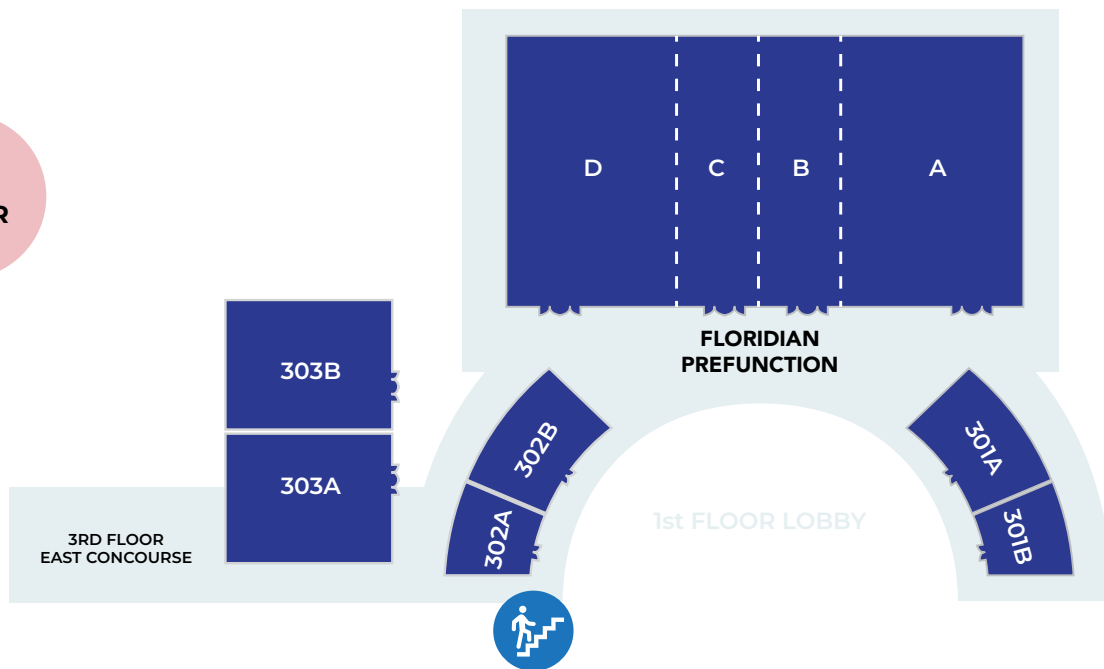 D
C
B
A
R
FLORIDIAN
PREFUNCTION
303B
302B
301A
303A
1st FLOOR LOBBY
302A
301B
3RD FLOOR
EAST CONCOURSE